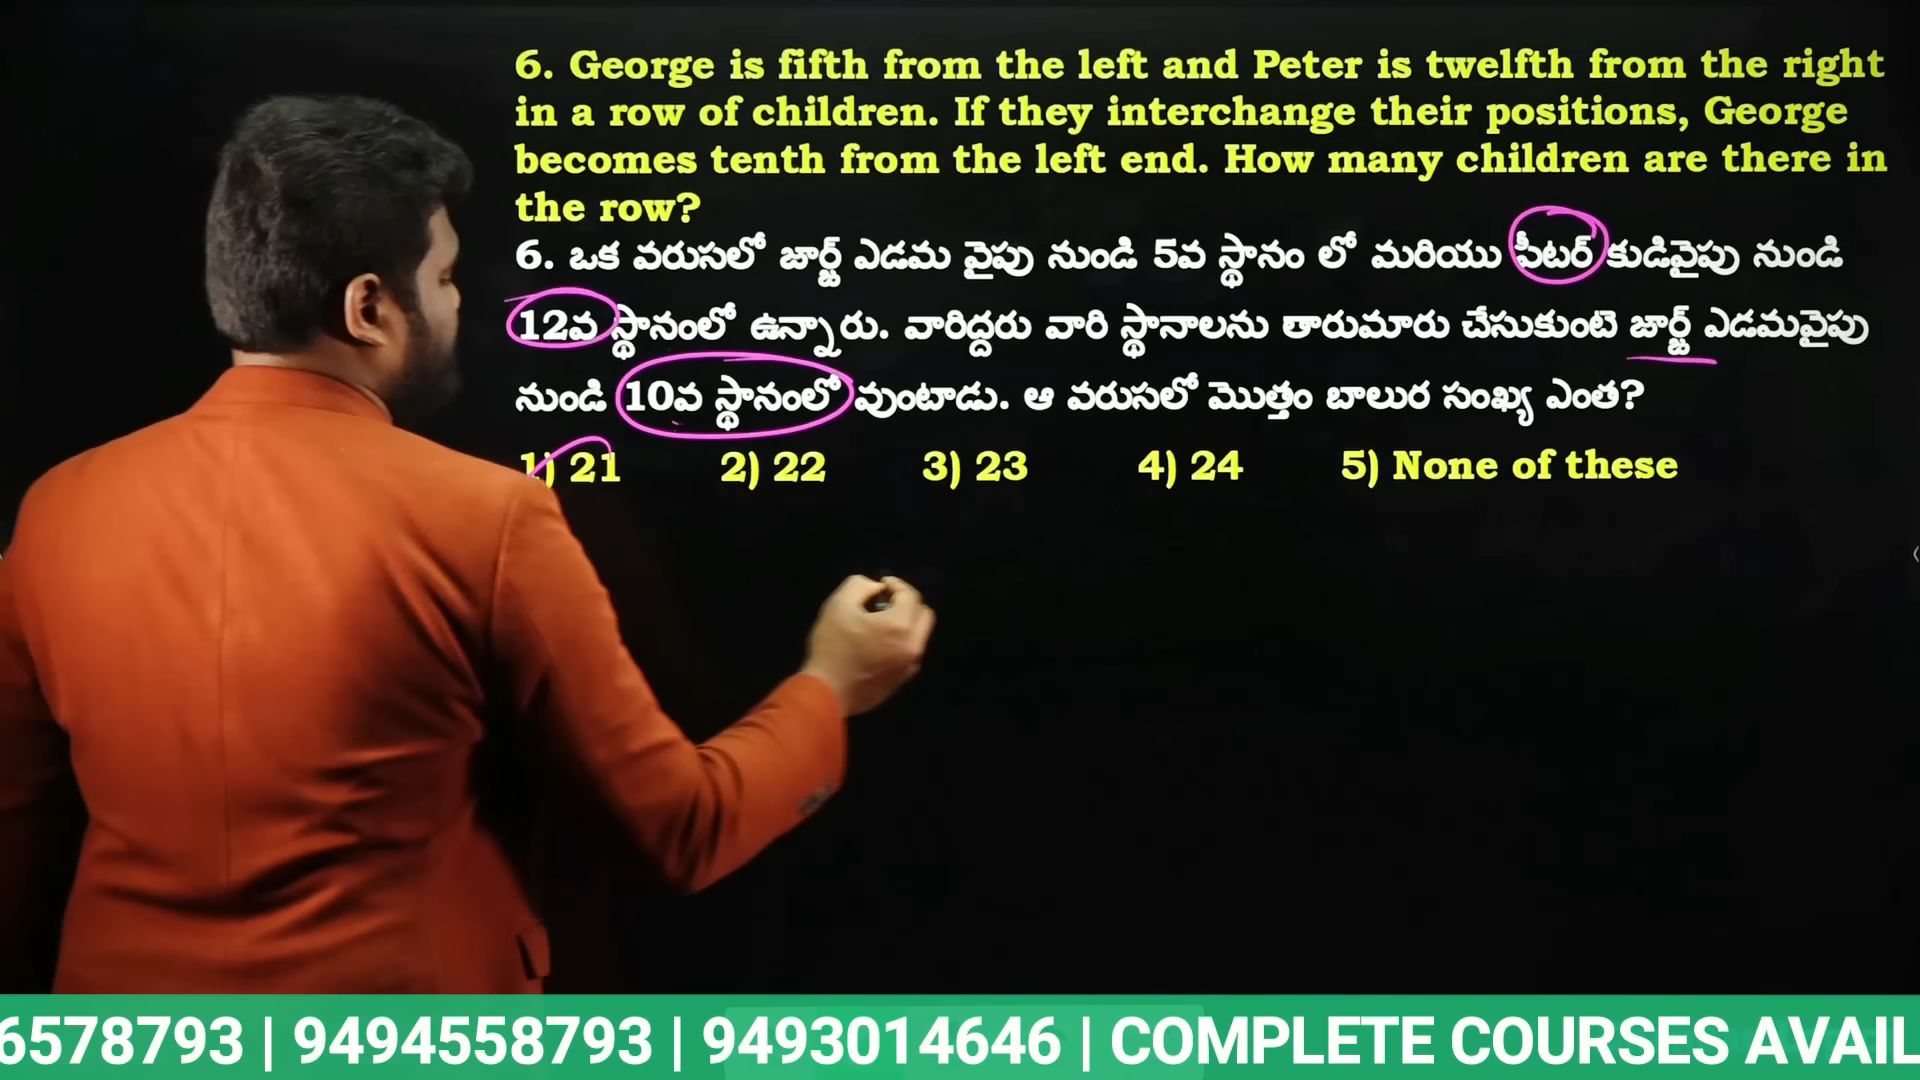 6. George is fifth from the left and Peter is twelfth from the right
in a row of children. If they interchange their positions, George
becomes tenth from the left end. How many children are there in
the row?
6. ఒక వరుసలో జార్జ్ ఎడమ వైపు నుండి 5వ స్థానం లో మరియు పీటర్ కుడివైపు నుండి
12వ స్థానంలో ఉన్నారు. వారిద్దరు వారి స్థానాలను తారుమారు చేసుకుంటె జార్జ్ ఎడమవైపు
నుండి 10వ స్థానంలో వుంటాడు. ఆ వరుసలో మొత్తం బాలుర సంఖ్య ఎంత?
1) 21 2) 22 3) 23 4) 24 5) None of these
6578793 | 9494558793 | 9493014646 | COMPLETE COURSES AVAIL